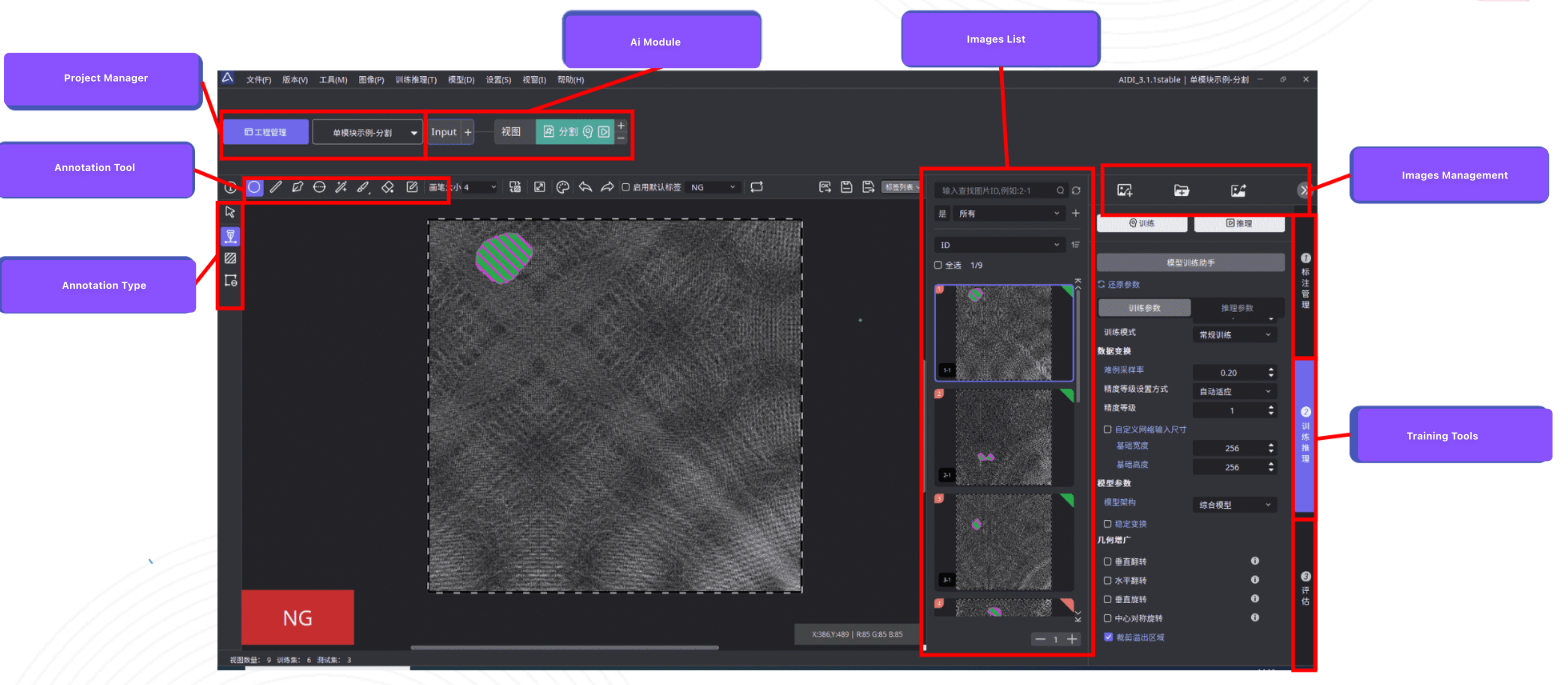 Ai Module
Images List
Project Manager
文件(F) 版本(V) 工具(M) 图像(P) 训练推理(T) 模型(D) 设置(S) 视窗(I) 帮助(H)
AIDI_3.1.1stable | 单模块示例-分割
工程管理
单模块示例-分割
Input +
视图
分割
Annotation Tool
Images Management
画笔大小 4
启用默认标签 NG
标签列表
输入查找图片ID,例如:2-1
是 所有
ID
全选 1/9
训练
推理
模型训练助手
还原参数
训练参数
推理参数
训练模式
常规训练
数据变换
难例采样率
0.20
精度等级设置方式
自动适应
精度等级
1
自定义网络输入尺寸
基础宽度
256
基础高度
256
模型参数
模型架构
综合模型
稳定变换
几何增广
垂直翻转
水平翻转
垂直旋转
中心对称旋转
裁剪溢出区域
1 标注管理
2 训练推理
3 评估
Annotation Type
Training Tools
1
1-1
2
2-1
3
3-1
4
1
NG
X:386,Y:489 | R:85 G:85 B:85
视图数量: 9 训练集: 6 测试集: 3